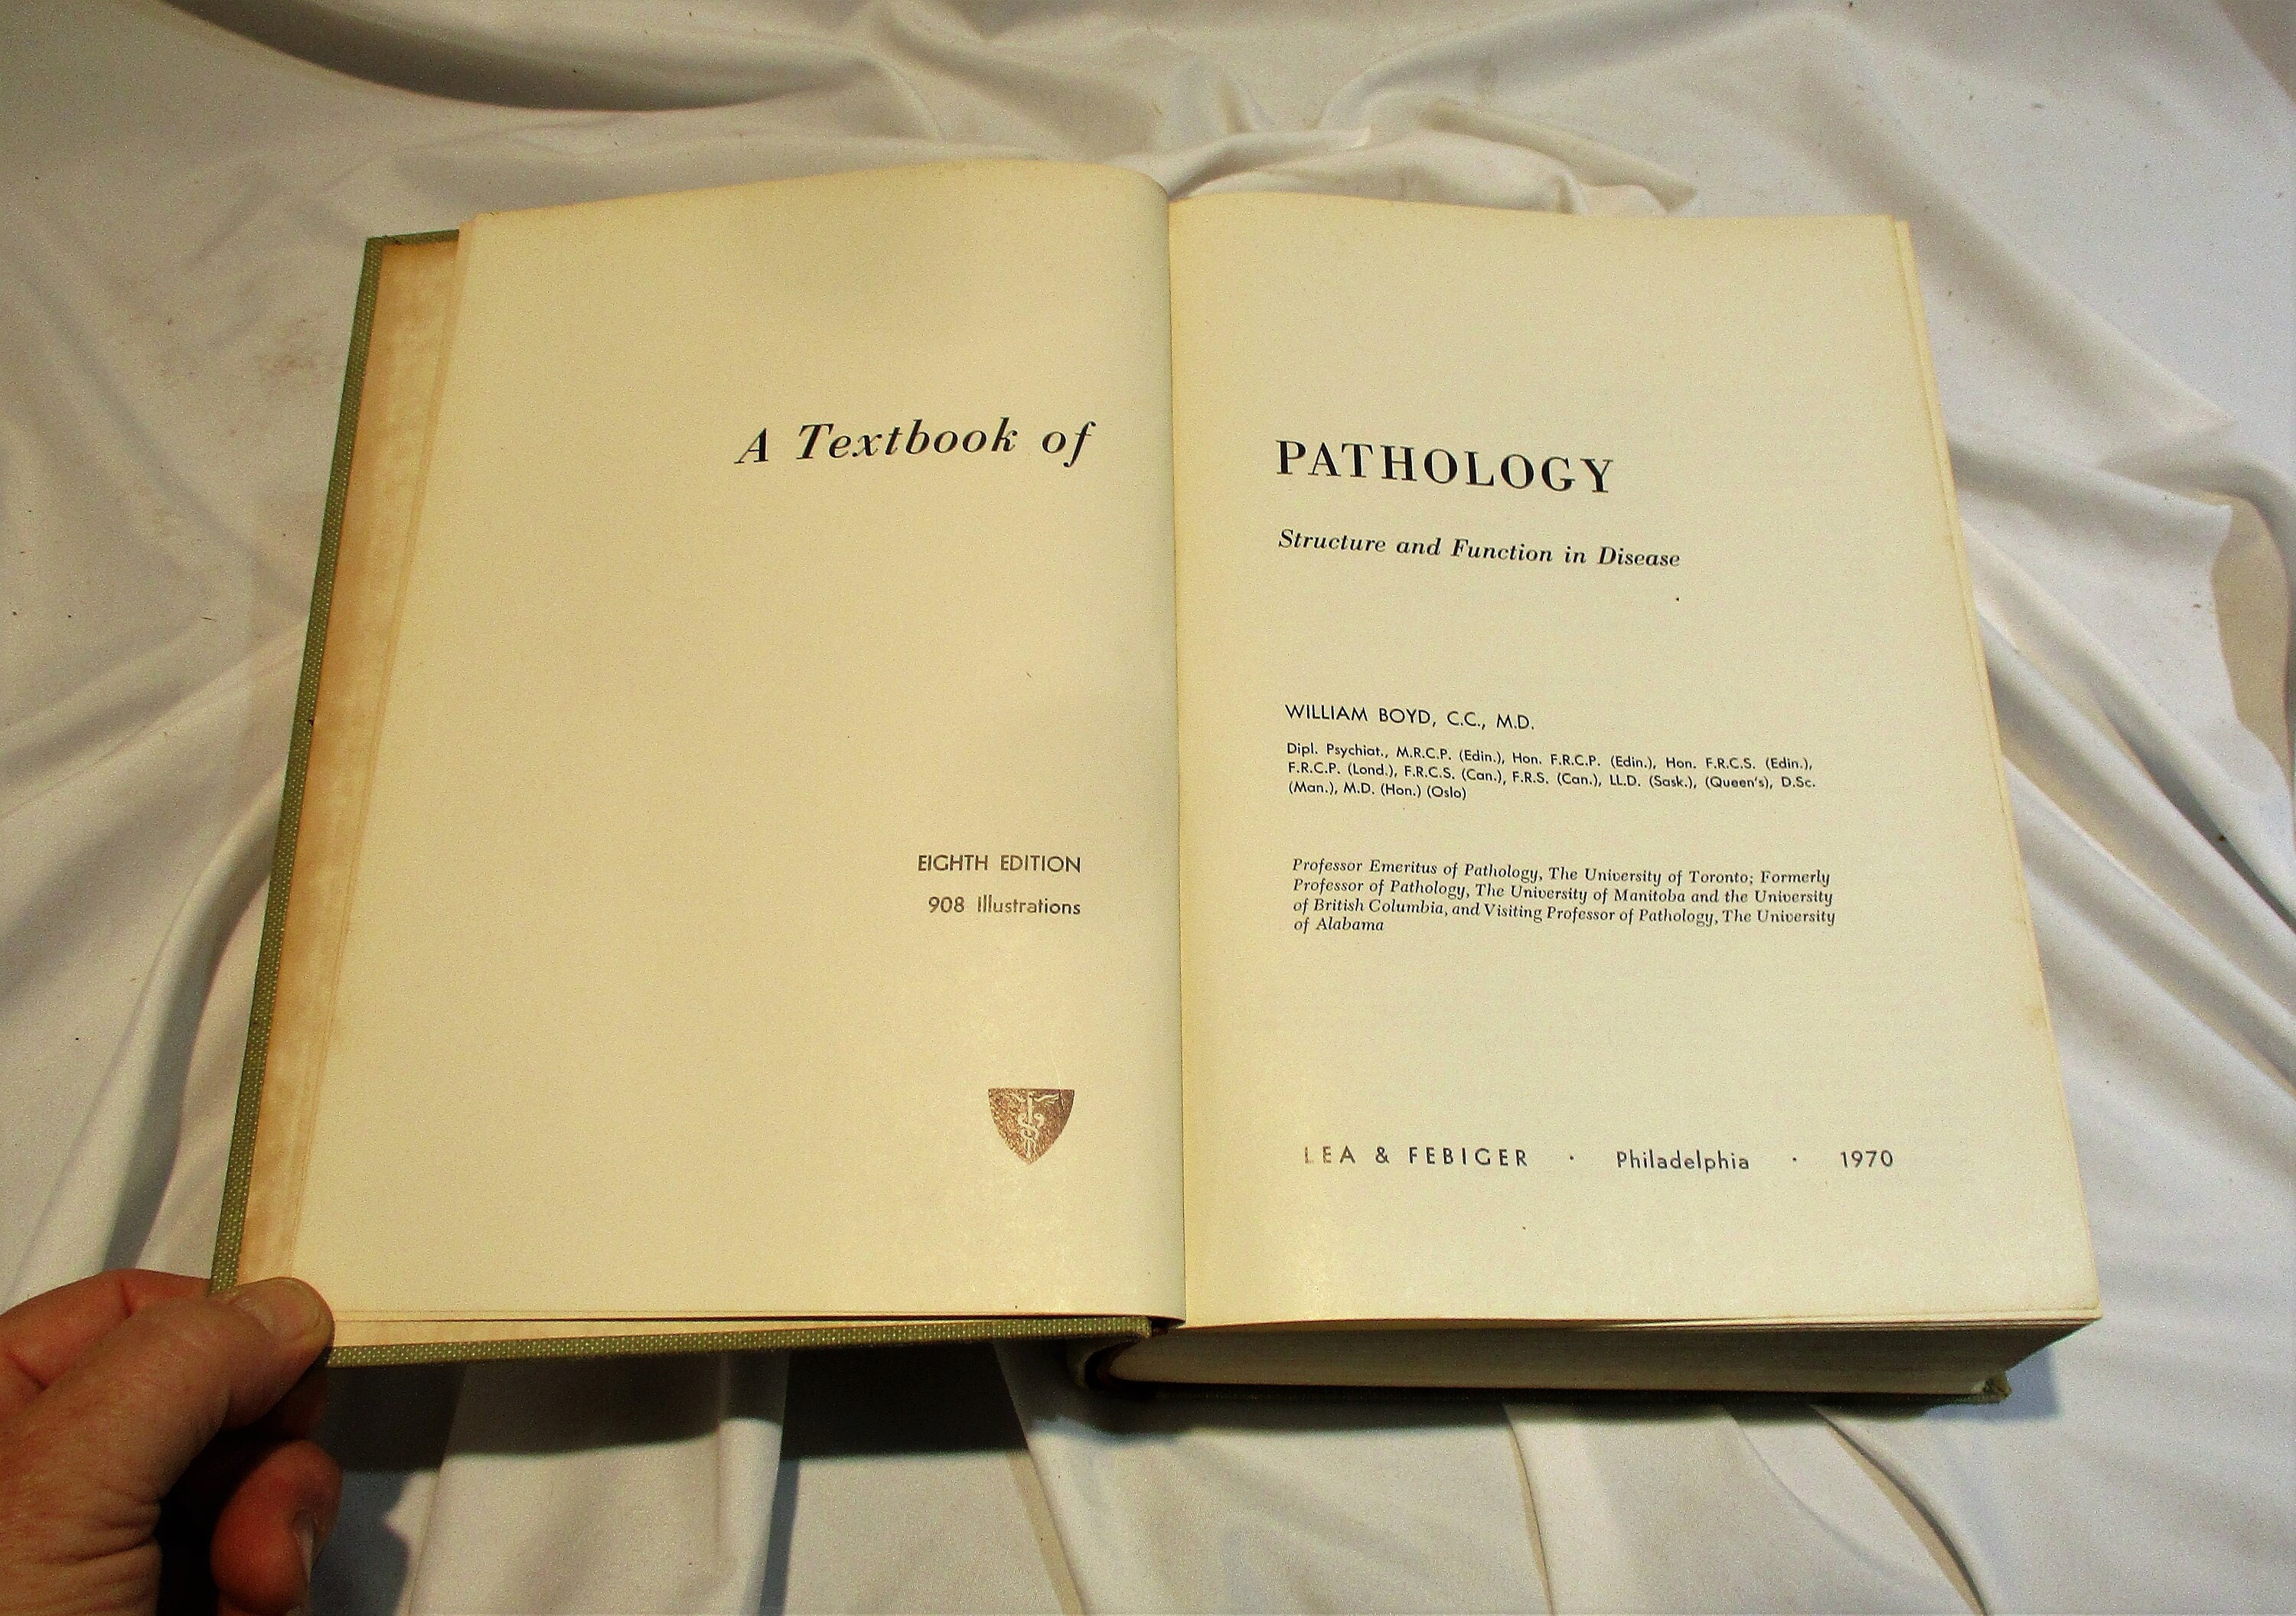 A Textbook of
EIGHTH EDITION
908 Illustrations
PATHOLOGY
Structure and Function in Disease
WILLIAM BOYD, C.C., M.D.
Dipl. Psychiat., M.R.C.P. (Edin.), Hon. F.R.C.P. (Edin.), Hon. F.R.C.S. (Edin.),
F.R.C.P. (Lond.), F.R.C.S. (Can.), F.R.S. (Can.), LL.D. (Sask.), (Queen's), D.Sc.
(Man.), M.D. (Hon.) (Oslo)
Professor Emeritus of Pathology, The University of Toronto; Formerly
Professor of Pathology, The University of Manitoba and the University
of British Columbia, and Visiting Professor of Pathology, The University
of Alabama
LEA & FEBIGER · Philadelphia · 1970